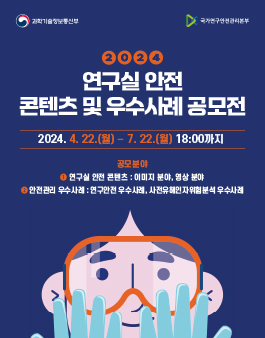 과학기술정보통신부
국가연구안전관리본부
2024
연구실 안전
콘텐츠 및 우수사례 공모전
2024. 4. 22.(월) – 7. 22.(월) 18:00까지
공모분야
❶ 연구실 안전 콘텐츠 : 이미지 분야, 영상 분야
❷ 안전관리 우수사례 : 연구안전 우수사례, 사전유해인자위험분석 우수사례